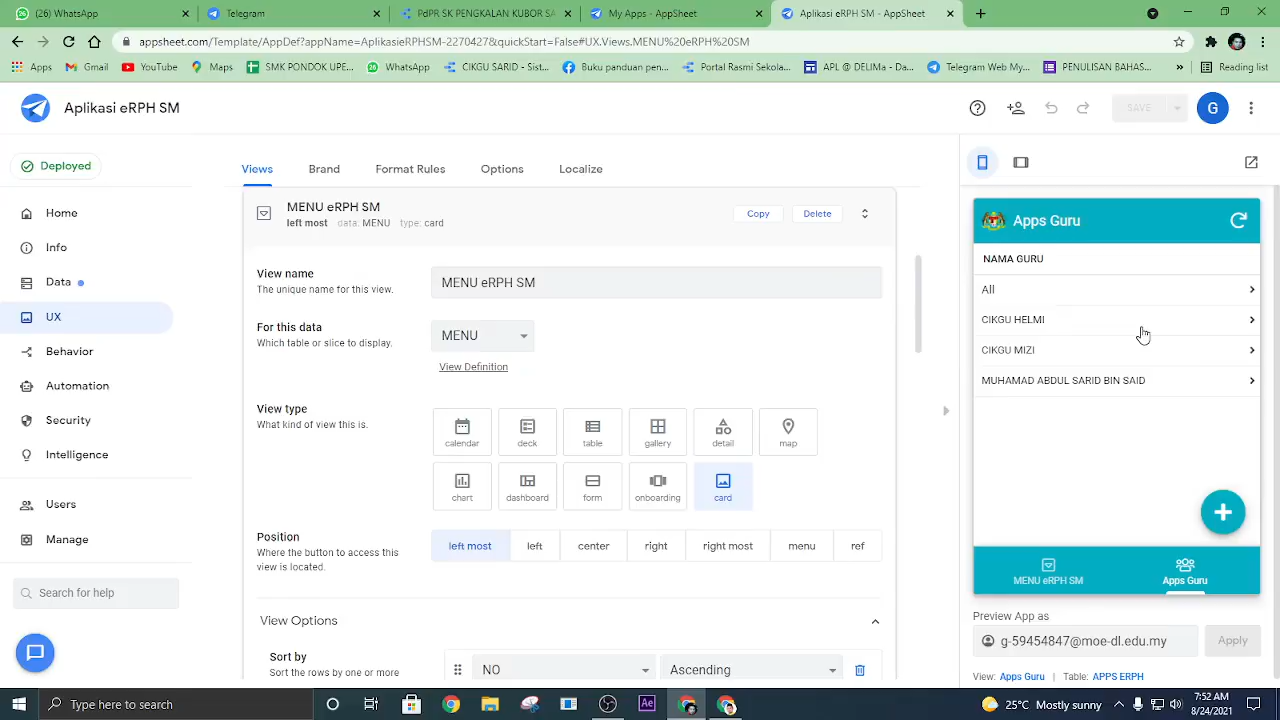 WhatsApp
Telegram
PdPR SK PENGKALAN KUBOR SA
My Apps - AppSheet
Aplikasi eRPH SM - AppSheet
appsheet.com/Template/AppDef?appName=AplikasieRPHSM-2270427&quickStart=False#UX.Views.MENU%20eRPH%20SM
Apps
Gmail
YouTube
Maps
SMK PONDOK UPE...
WhatsApp
CIKGU SARID - Sist...
Buku panduan pen...
Portal Rasmi Sekola...
APL @ DELIMa - Da...
Telegram Web My...
PENULISAN BAHAS...
»
Reading list
Aplikasi eRPH SM
SAVE
G
Deployed
Home
Info
Data
UX
Behavior
Automation
Security
Intelligence
Users
Manage
Search for help
Views
Brand
Format Rules
Options
Localize
MENU eRPH SM
left most data: MENU type: card
Copy
Delete
View name
The unique name for this view.
MENU eRPH SM
For this data
Which table or slice to display.
MENU
View Definition
View type
What kind of view this is.
calendar
deck
table
gallery
detail
map
chart
dashboard
form
onboarding
card
Position
Where the button to access this
view is located.
left most
left
center
right
right most
menu
ref
View Options
Sort by
Sort the rows by one or more
NO
Ascending
Apps Guru
NAMA GURU
All
CIKGU HELMI
CIKGU MIZI
MUHAMAD ABDUL SARID BIN SAID
MENU eRPH SM
Apps Guru
Preview App as
g-59454847@moe-dl.edu.my
Apply
View: Apps Guru | Table: APPS ERPH
Type here to search
Ae
25°C Mostly sunny
7:52 AM
8/24/2021